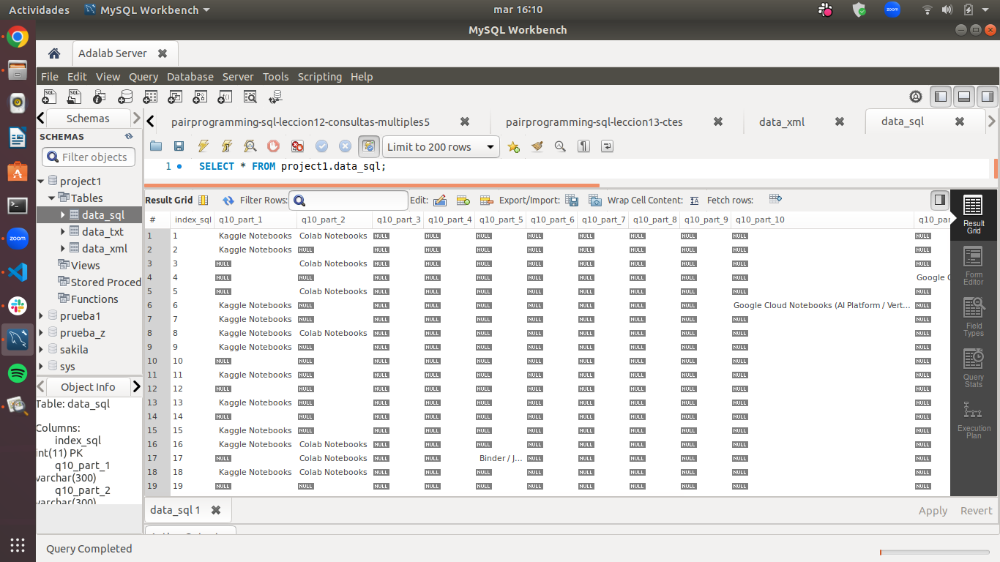 Actividades MySQL Workbench mar 16:10 zoom
MySQL Workbench
Adalab Server
File Edit View Query Database Server Tools Scripting Help
Schemas
pairprogramming-sql-leccion12-consultas-multiples5 pairprogramming-sql-leccion13-ctes data_xml data_sql
SCHEMAS
Filter objects
Limit to 200 rows
1 SELECT * FROM project1.data_sql;
project1
Tables
data_sql
data_txt
data_xml
Views
Stored Proced
Functions
prueba1
prueba_z
sakila
sys
Result Grid Filter Rows: Edit: Export/Import: Wrap Cell Content: Fetch rows:
# index_sql q10_part_1 q10_part_2 q10_part_3 q10_part_4 q10_part_5 q10_part_6 q10_part_7 q10_part_8 q10_part_9 q10_part_10 q10_par
1 1 Kaggle Notebooks Colab Notebooks NULL NULL NULL NULL NULL NULL NULL NULL NULL
2 2 Kaggle Notebooks NULL NULL NULL NULL NULL NULL NULL NULL NULL NULL
3 3 NULL Colab Notebooks NULL NULL NULL NULL NULL NULL NULL NULL NULL
4 4 NULL NULL NULL NULL NULL NULL NULL NULL NULL NULL Google C
5 5 NULL Colab Notebooks NULL NULL NULL NULL NULL NULL NULL NULL NULL
6 6 Kaggle Notebooks NULL NULL NULL NULL NULL NULL NULL NULL Google Cloud Notebooks (AI Platform / Vert... NULL
7 7 Kaggle Notebooks NULL NULL NULL NULL NULL NULL NULL NULL NULL NULL
8 8 Kaggle Notebooks Colab Notebooks NULL NULL NULL NULL NULL NULL NULL NULL NULL
9 9 Kaggle Notebooks NULL NULL NULL NULL NULL NULL NULL NULL NULL NULL
10 10 NULL NULL NULL NULL NULL NULL NULL NULL NULL NULL NULL
11 11 Kaggle Notebooks NULL NULL NULL NULL NULL NULL NULL NULL NULL NULL
12 12 NULL NULL NULL NULL NULL NULL NULL NULL NULL NULL NULL
13 13 Kaggle Notebooks NULL NULL NULL NULL NULL NULL NULL NULL NULL NULL
14 14 NULL NULL NULL NULL NULL NULL NULL NULL NULL NULL NULL
15 15 Kaggle Notebooks NULL NULL NULL NULL NULL NULL NULL NULL NULL NULL
16 16 Kaggle Notebooks Colab Notebooks NULL NULL NULL NULL NULL NULL NULL NULL NULL
17 17 NULL Colab Notebooks NULL NULL Binder / J... NULL NULL NULL NULL NULL NULL
18 18 Kaggle Notebooks Colab Notebooks NULL NULL NULL NULL NULL NULL NULL NULL NULL
19 19 NULL NULL NULL NULL NULL NULL NULL NULL NULL NULL NULL
Result
Grid
Form
Editor
Field
Types
Query
Stats
Execution
Plan
Object Info
Table: data_sql
Columns:
index_sql
int(11) PK
q10_part_1
varchar(300)
q10_part_2
varchar(300)
data_sql 1
Apply Revert
Query Completed
zoom